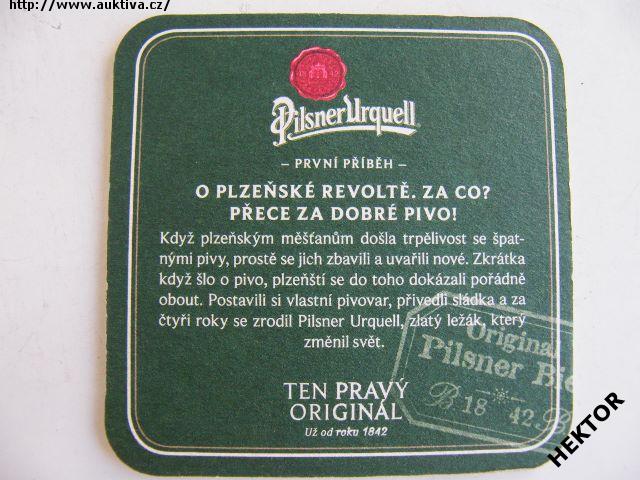 http://www.auktiva.cz/
1842
Pilsner Urquell
– PRVNÍ PŘÍBĚH –
O PLZEŇSKÉ REVOLTĚ. ZA CO?
PŘECE ZA DOBRÉ PIVO!
Když plzeňským měšťanům došla trpělivost se špat-
nými pivy, prostě se jich zbavili a uvařili nové. Zkrátka
když šlo o pivo, plzeňští se do toho dokázali pořádně
obout. Postavili si vlastní pivovar, přivedli sládka a za
čtyři roky se zrodil Pilsner Urquell, zlatý ležák, který
změnil svět.
Original
Pilsner Bie
B 18 42 B
TEN PRAVÝ
ORIGINÁL
Už od roku 1842
HEKTOR